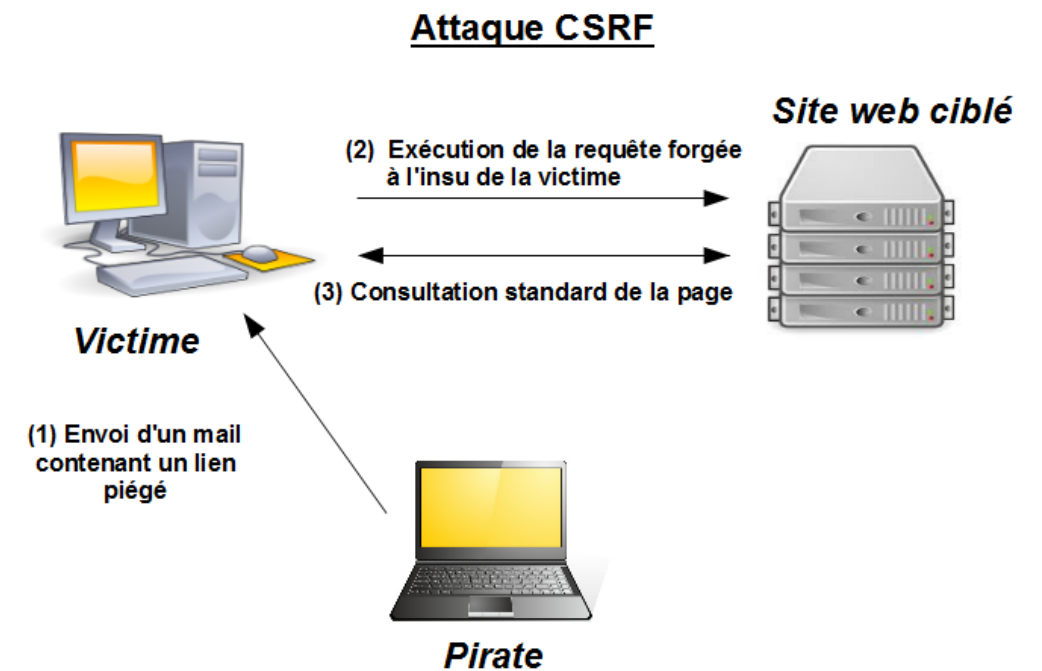 Attaque CSRF
Site web ciblé
(2) Exécution de la requête forgée
à l'insu de la victime
(3) Consultation standard de la page
Victime
(1) Envoi d'un mail
contenant un lien
piégé
Pirate